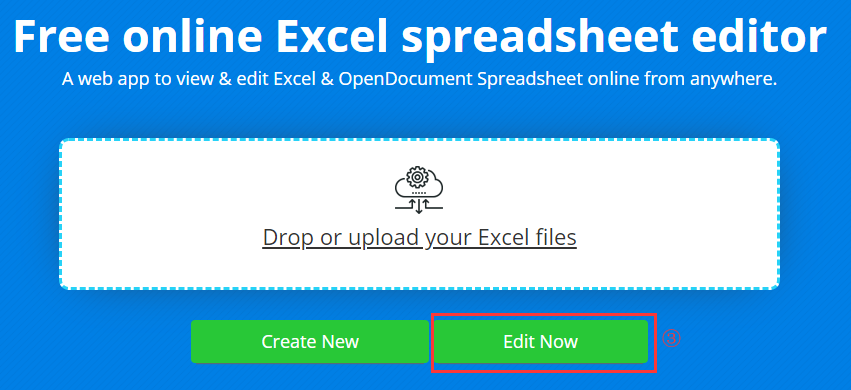 Free online Excel spreadsheet editor
A web app to view & edit Excel & OpenDocument Spreadsheet online from anywhere.
Drop or upload your Excel files
Create New
Edit Now
③